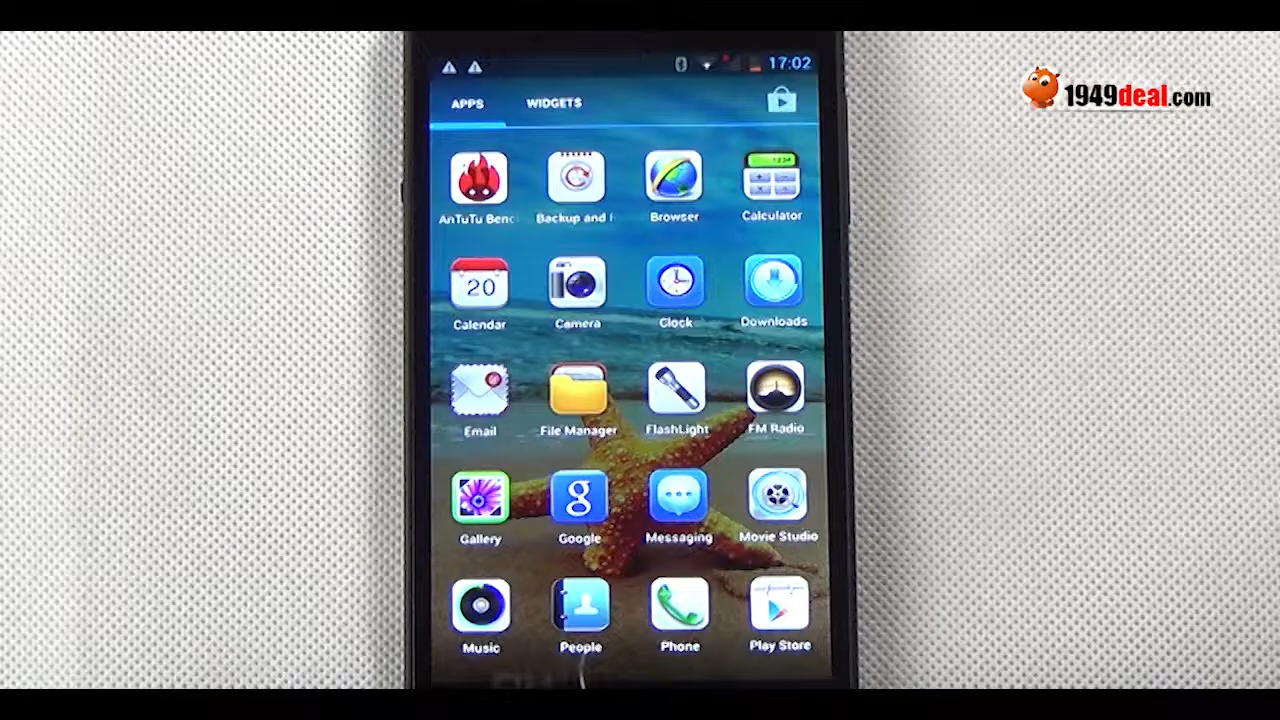 17:02
1949deal.com
APPS WIDGETS
1234
AnTuTu Benc Backup and Browser Calculator
20
Calendar Camera Clock Downloads
Email File Manager FlashLight FM Radio
g
Gallery Google Messaging Movie Studio
Music People Phone Play Store